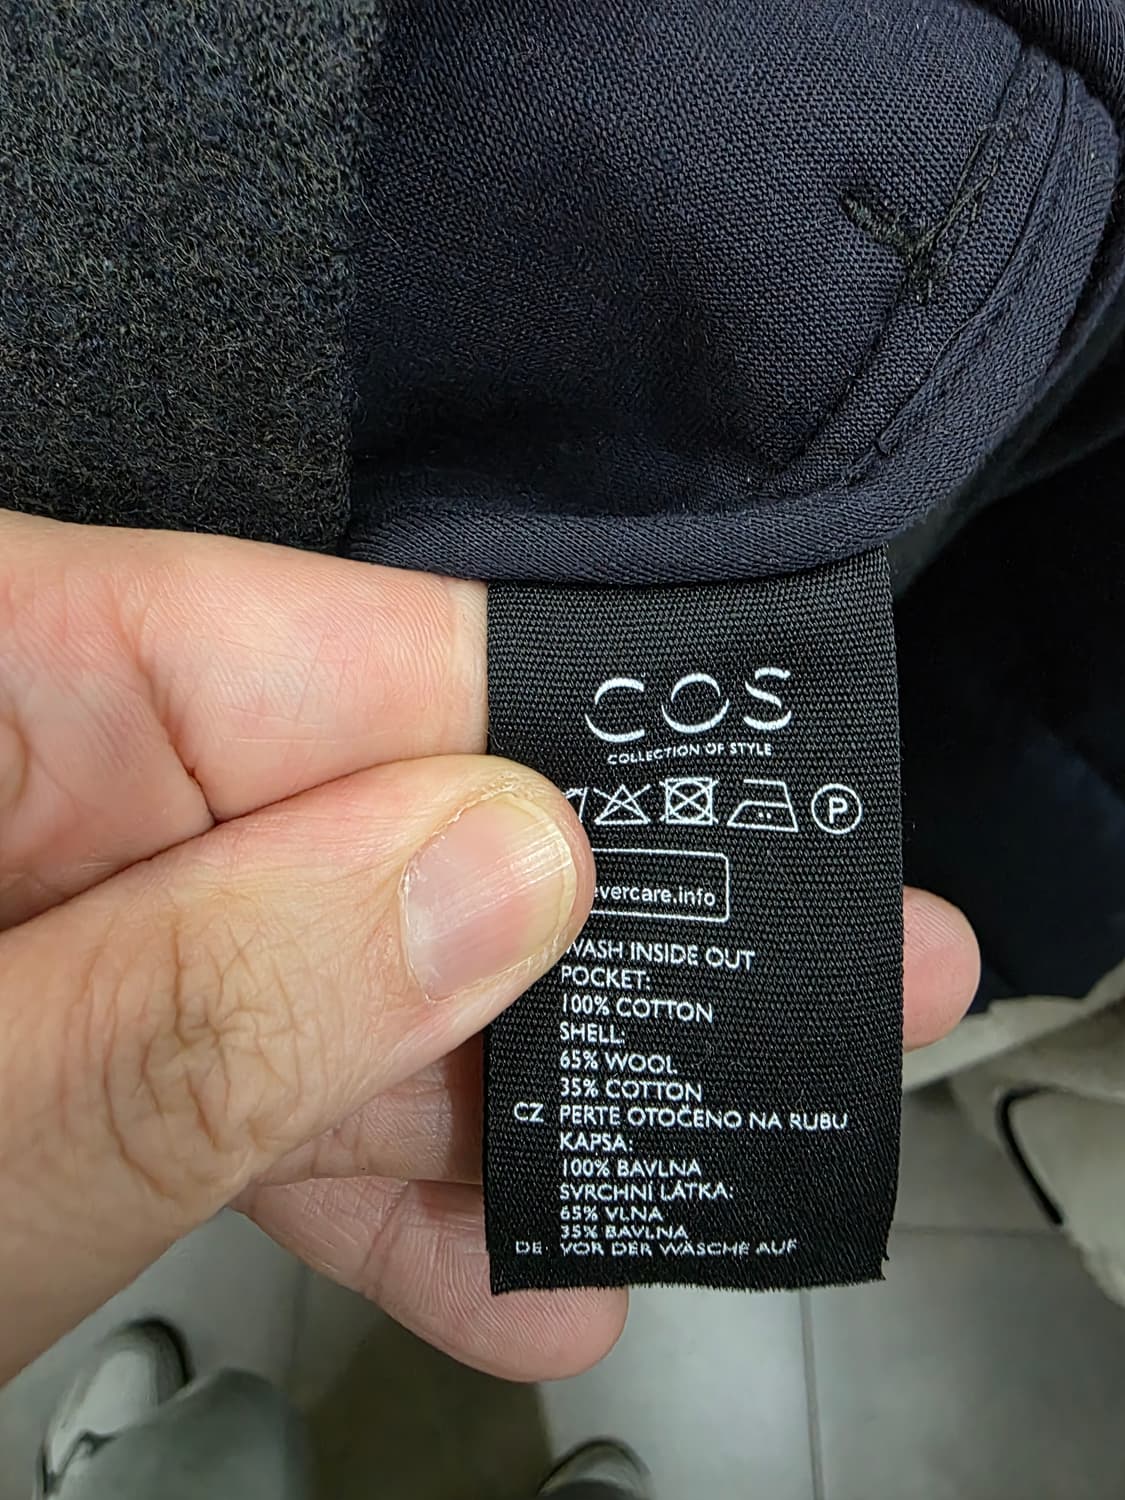 COS
COLLECTION OF STYLE
P
evercare.info
WASH INSIDE OUT
POCKET:
100% COTTON
SHELL:
65% WOOL
35% COTTON
CZ PERTE OTOČENO NA RUBU
KAPSA:
100% BAVLNA
SVRCHNÍ LÁTKA:
65% VLNA
35% BAVLNA
DE VOR DER WÄSCHE AUF